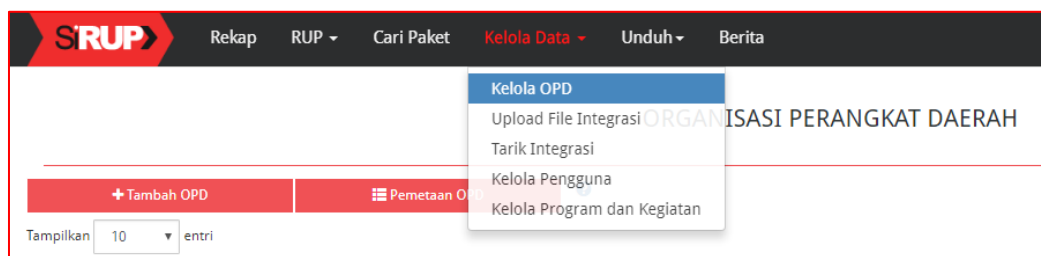 SiRUP Rekap RUP Cari Paket Kelola Data Unduh Berita
Kelola OPD
Upload File Integrasi
ORGANISASI PERANGKAT DAERAH
Tarik Integrasi
Kelola Pengguna
Kelola Program dan Kegiatan
+ Tambah OPD Pemetaan OPD
Tampilkan 10 entri